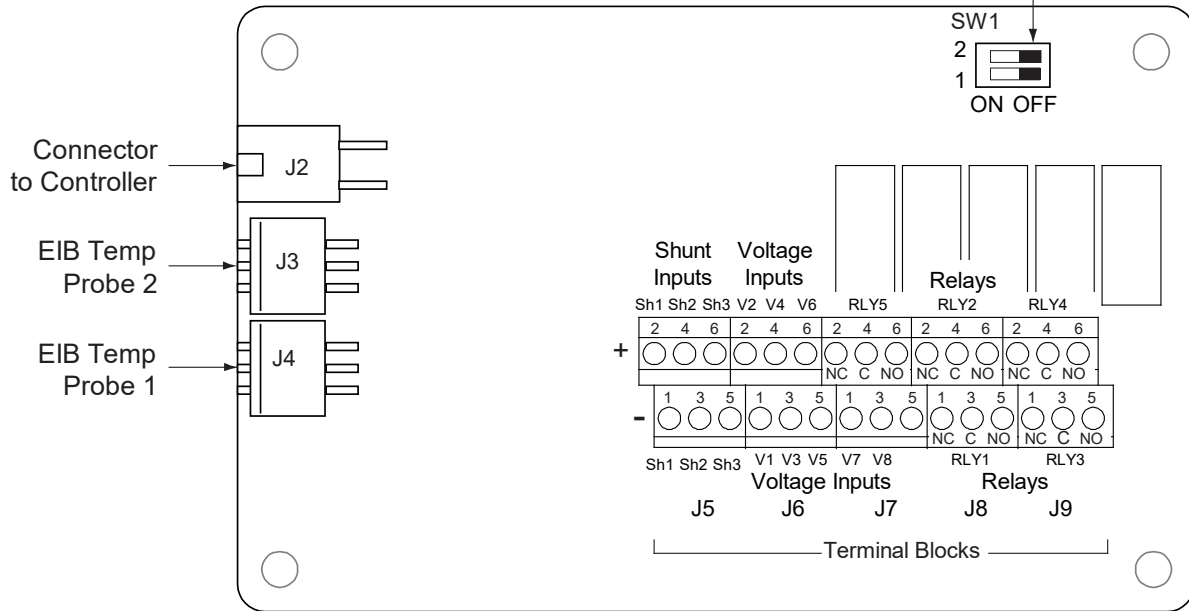 SW1
2
1
ON OFF
Connector
to Controller
J2
EIB Temp
Probe 2
J3
EIB Temp
Probe 1
J4
Shunt
Inputs
Voltage
Inputs
Relays
Sh1 Sh2 Sh3 V2 V4 V6 RLY5 RLY2 RLY4
2 4 6 2 4 6 2 4 6 2 4 6 2 4 6
+
NC C NO NC C NO NC C NO
1 3 5 1 3 5 1 3 5 1 3 5 1 3 5
-
NC C NO NC C NO
Sh1 Sh2 Sh3 V1 V3 V5 V7 V8 RLY1 RLY3
Voltage Inputs Relays
J5 J6 J7 J8 J9
Terminal Blocks